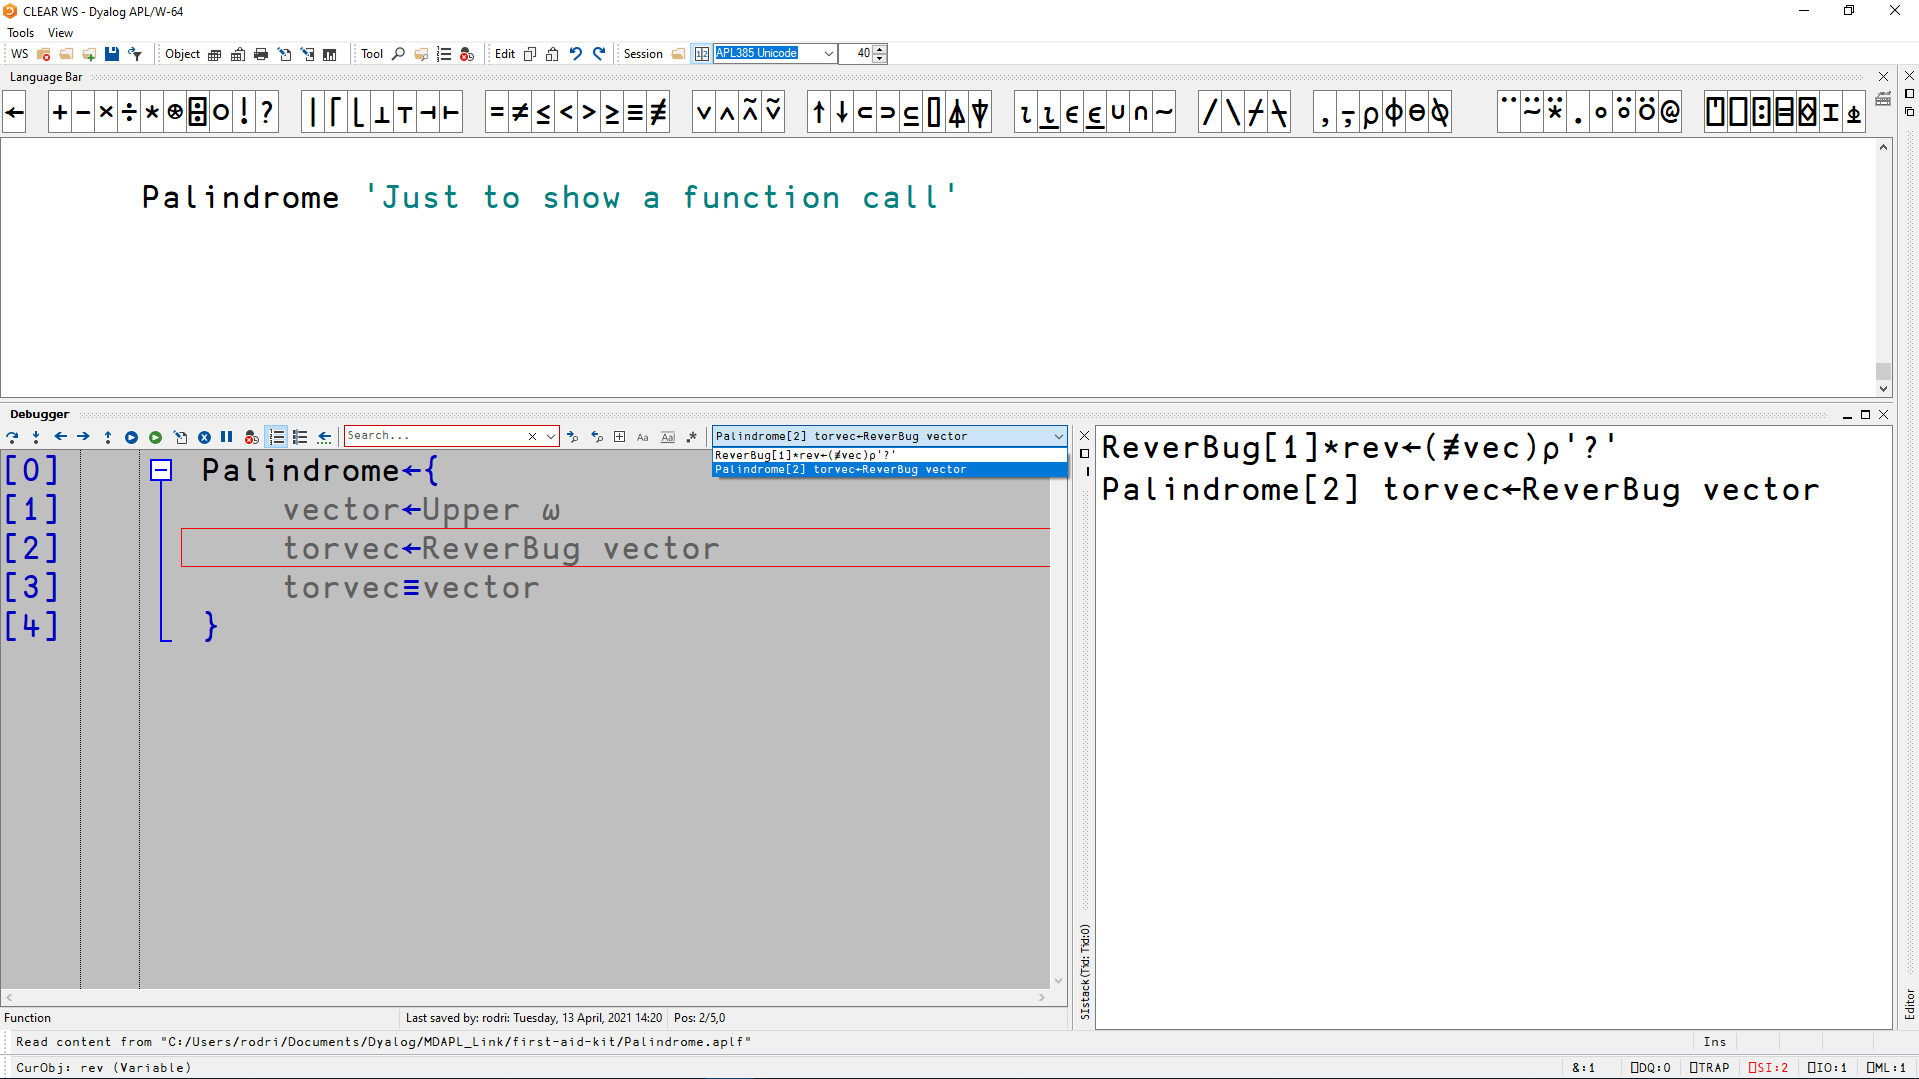 CLEAR WS - Dyalog APL/W-64
Tools View
WS Object Tool Edit Session APL385 Unicode 40
Language Bar
← + - × ÷ * ⍟ ⌹ ○ ! ? | ⌈ ⌊ ⊥ ⊤ ⊣ ⊢ = ≠ ≤ < > ≥ ≡ ≢ ∨ ∧ ⍲ ⍱ ↑ ↓ ⊂ ⊃ ⊆ ⌷ ⍋ ⍒ ⍳ ⍸ ∊ ⍷ ∪ ∩ ~ / \ ⌿ ⍀ , ⍪ ⍴ ⌽ ⊖ ⍉ ¨ ⍨ ⍣ . ∘ ⍤ ⍥ @ ⍞ ⎕ ⍠ ⌸ ⌺ ⌶ ⍎
Palindrome 'Just to show a function call'
Debugger
Search...
Palindrome[2] torvec←ReverBug vector
ReverBug[1]*rev←(≢vec)⍴'?'
Palindrome[2] torvec←ReverBug vector
[0] Palindrome←{
[1] vector←Upper ⍵
[2] torvec←ReverBug vector
[3] torvec≡vector
[4] }
ReverBug[1]*rev←(≢vec)⍴'?'
Palindrome[2] torvec←ReverBug vector
SIstack(Tid:Tid:0)
Editor
Function Last saved by: rodri: Tuesday, 13 April, 2021 14:20 Pos: 2/5,0
Read content from "C:/Users/rodri/Documents/Dyalog/MDAPL_Link/first-aid-kit/Palindrome.aplf" Ins
CurObj: rev (Variable) &:1 ⎕DQ:0 ⎕TRAP ⎕SI:2 ⎕IO:1 ⎕ML:1